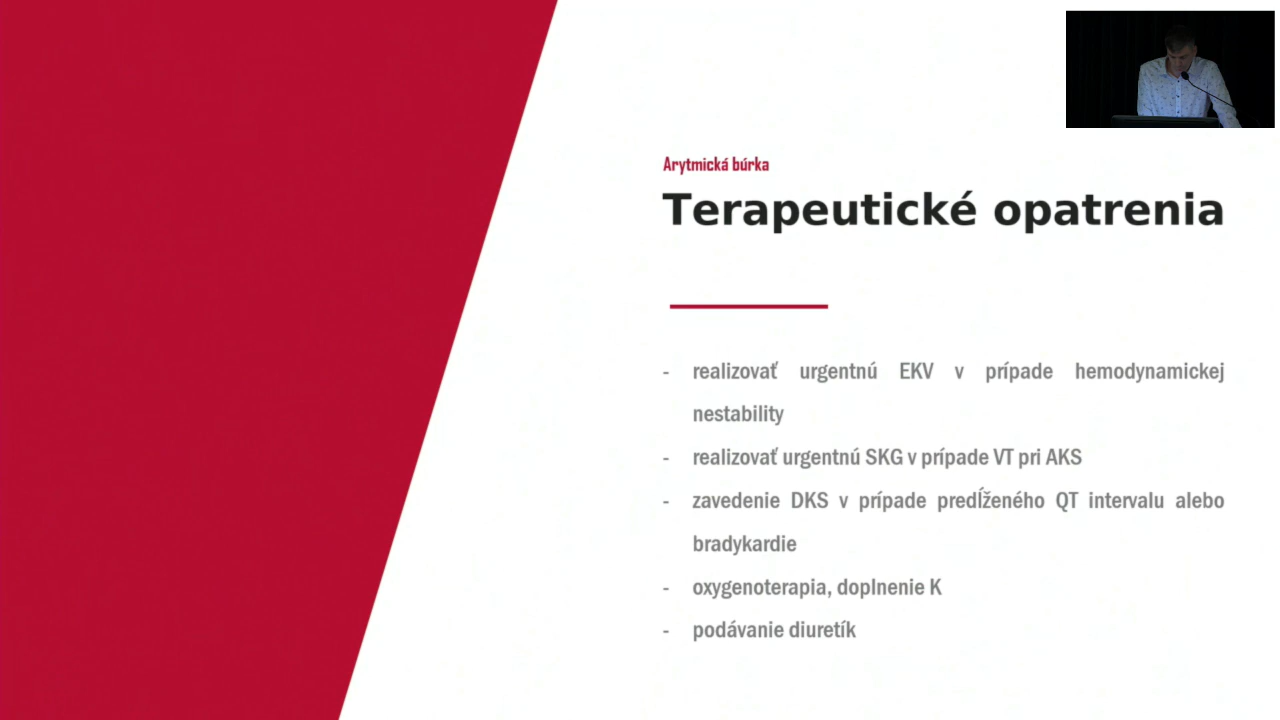 Arytmická búrka
Terapeutické opatrenia
- realizovať urgentnú EKV v prípade hemodynamickej
nestability
- realizovať urgentnú SKG v prípade VT pri AKS
- zavedenie DKS v prípade predĺženého QT intervalu alebo
bradykardie
- oxygenoterapia, doplnenie K
- podávanie diuretík